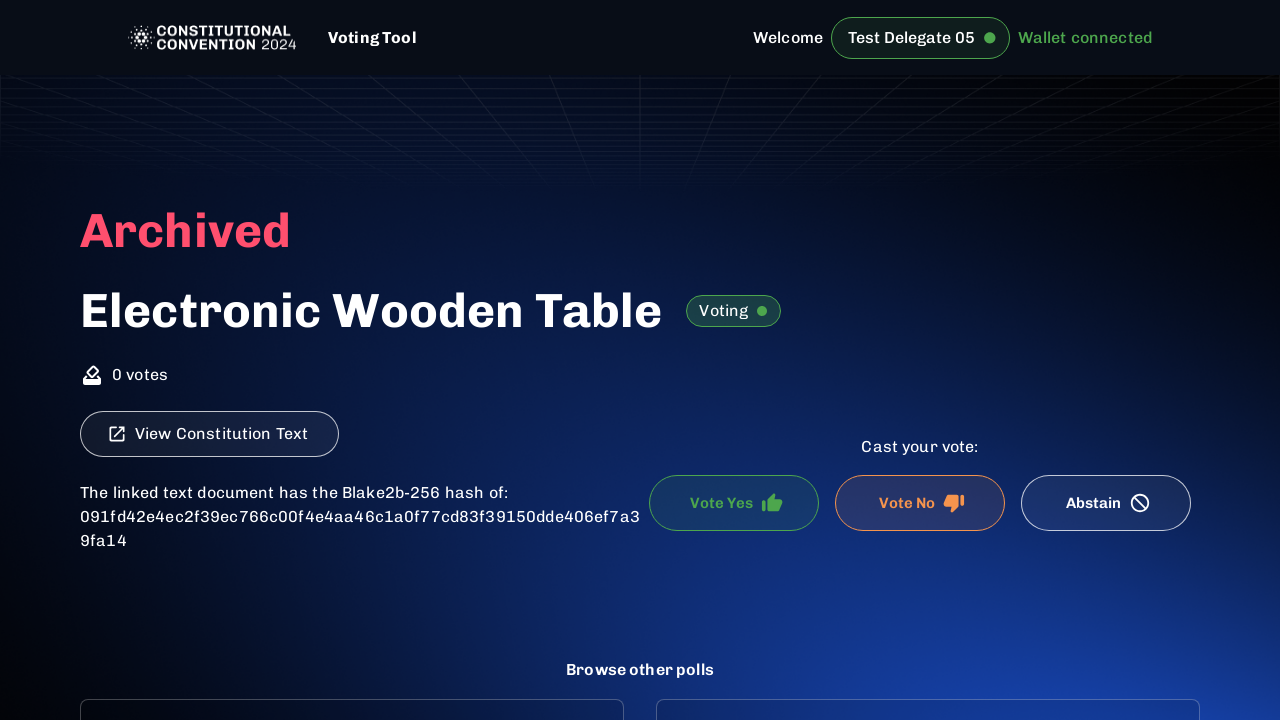 CONSTITUTIONAL
CONVENTION 2024
Voting Tool
Welcome
Test Delegate 05
Wallet connected
Archived
Electronic Wooden Table
Voting
0 votes
View Constitution Text
The linked text document has the Blake2b-256 hash of:
091fd42e4ec2f39ec766c00f4e4aa46c1a0f77cd83f39150dde406ef7a3
9fa14
Cast your vote:
Vote Yes
Vote No
Abstain
Browse other polls